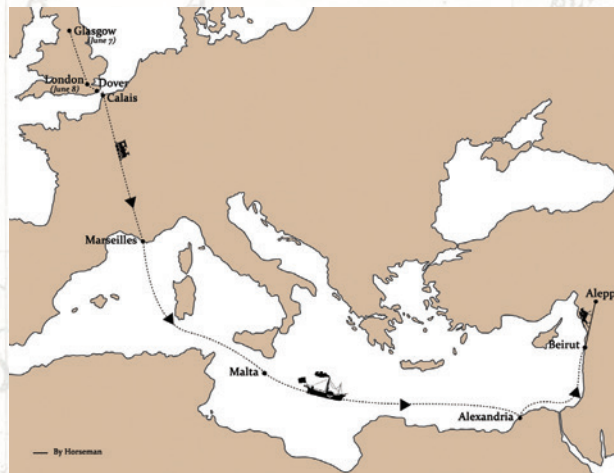 Glasgow
(June 7)
London
Dover
(June 8)
Calais
Marseilles
Alepp
Beirut
Malta
Alexandria
By Horseman